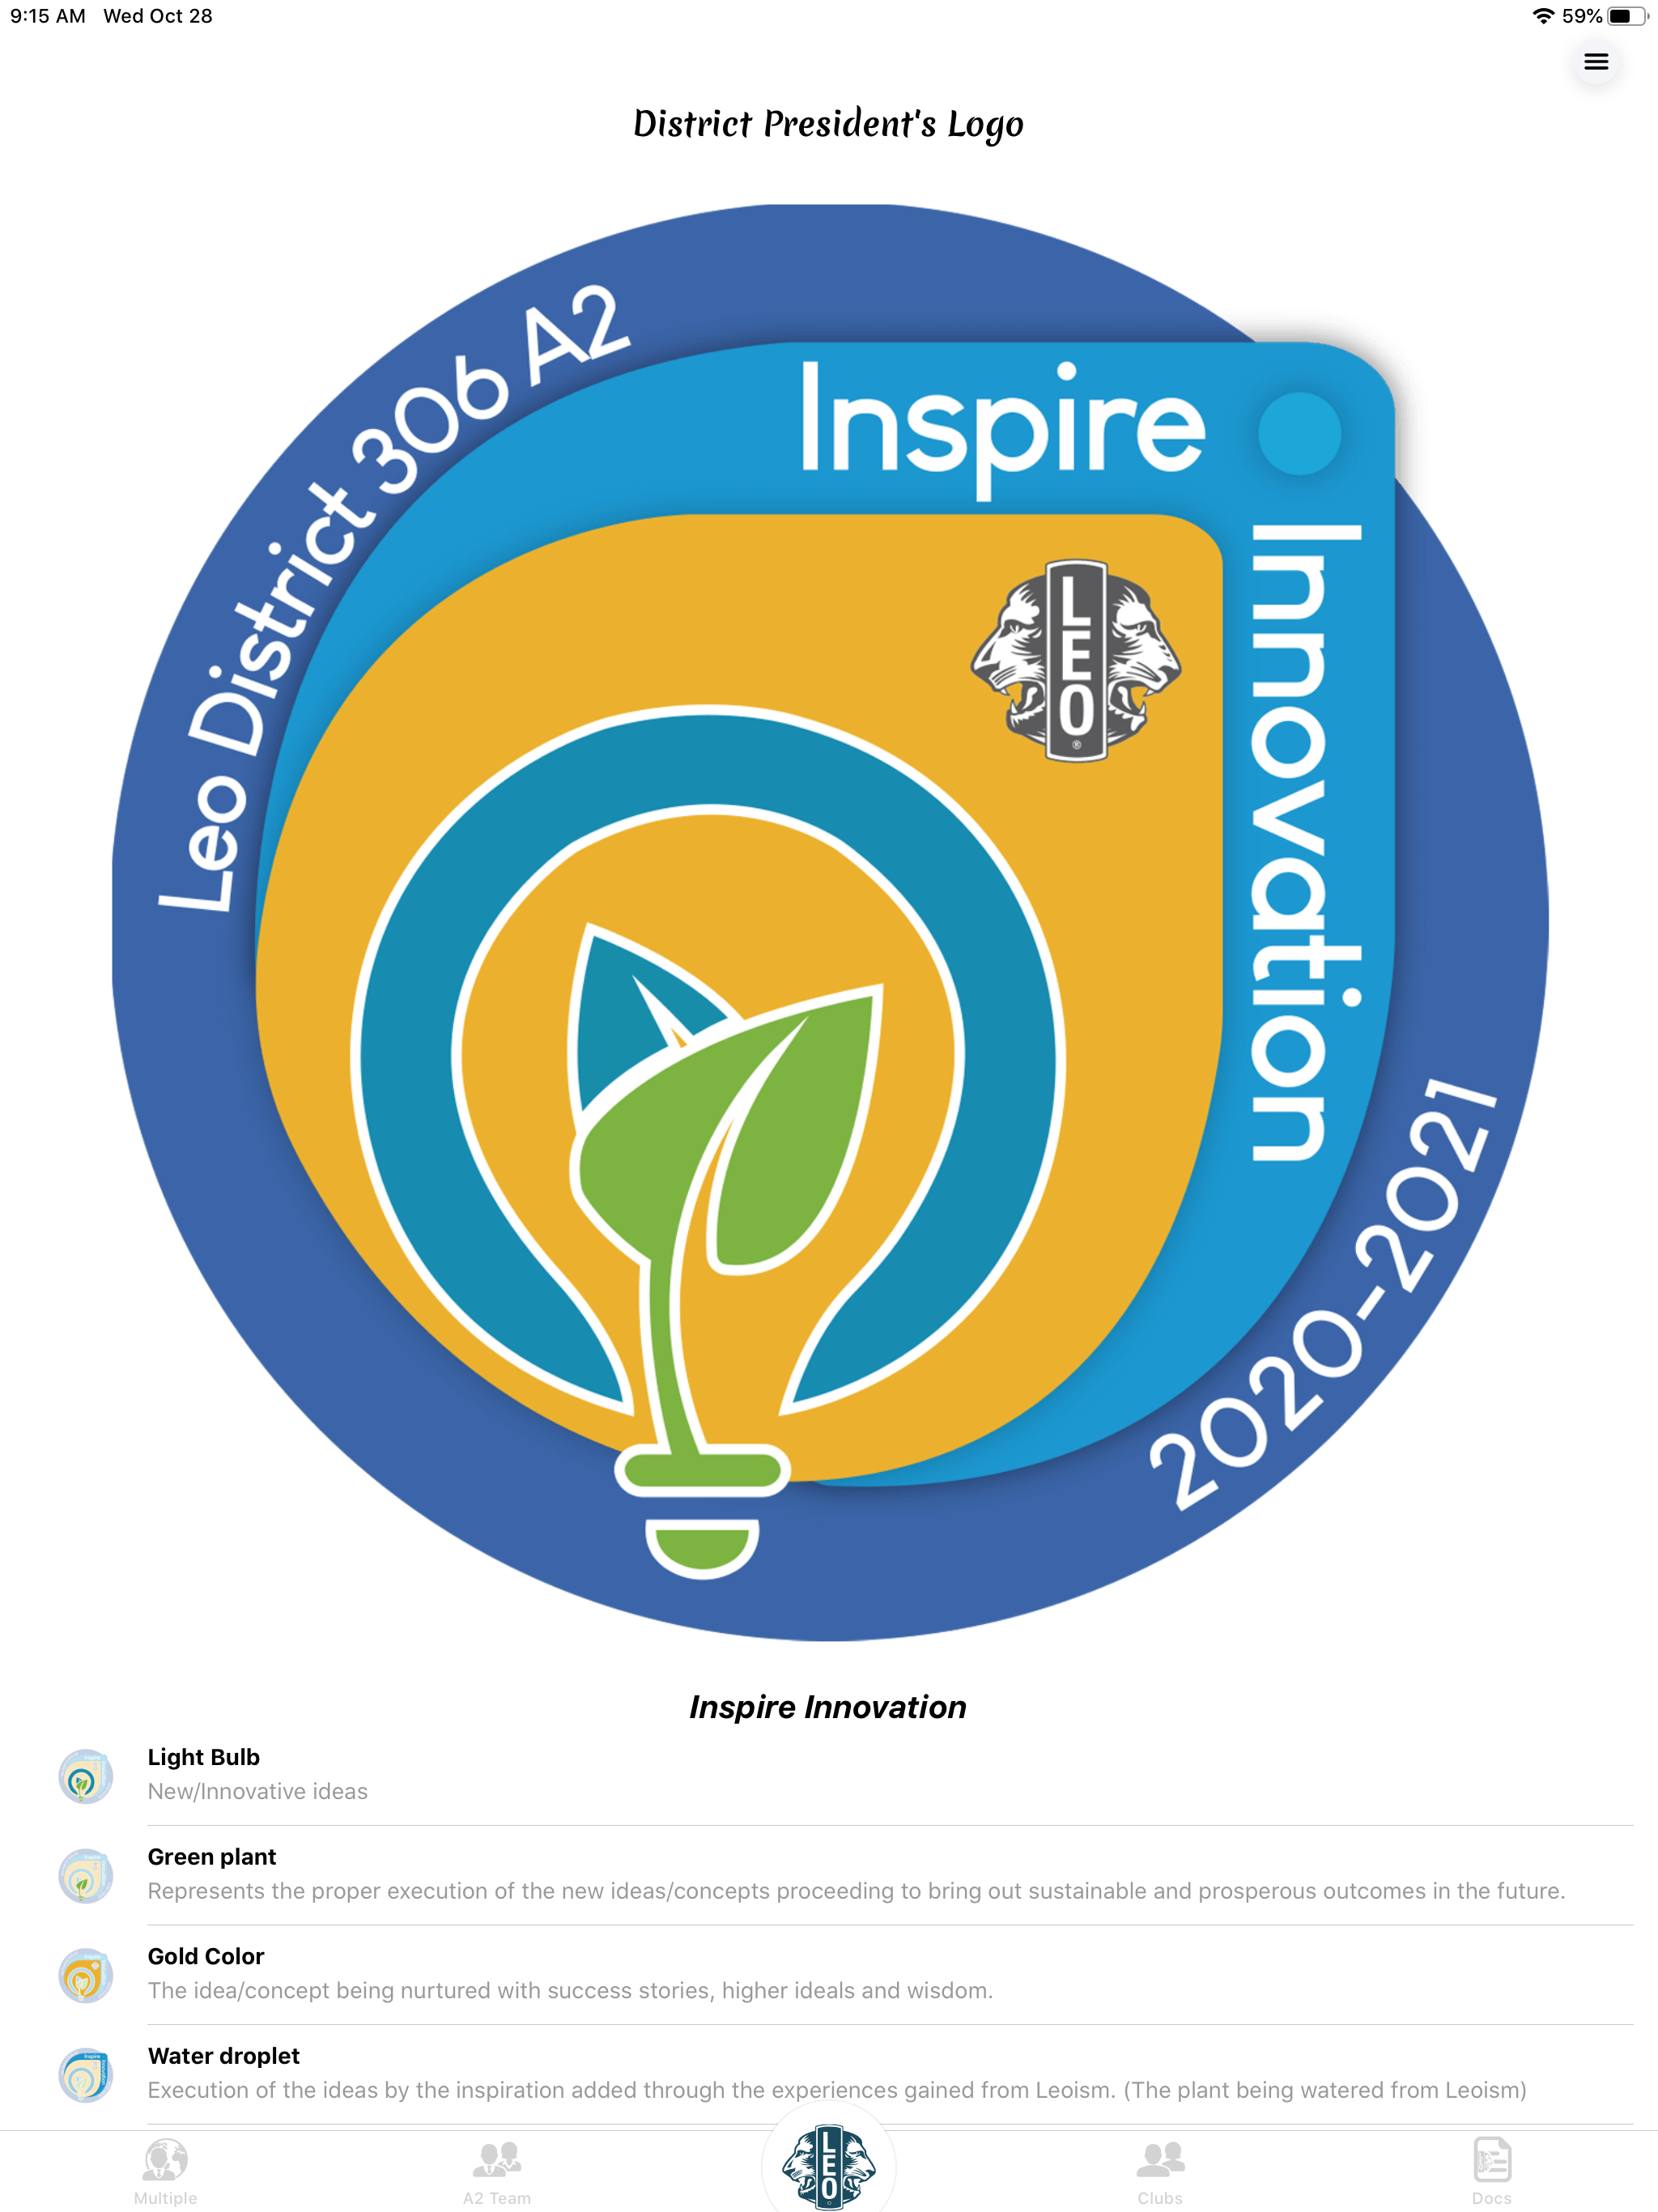 9:15 AM Wed Oct 28
59%
District President's Logo
Leo District 306 A2
Inspire
Innovation
LEO
®
2020-2021
Inspire Innovation
Light Bulb
New/Innovative ideas
Green plant
Represents the proper execution of the new ideas/concepts proceeding to bring out sustainable and prosperous outcomes in the future.
Gold Color
The idea/concept being nurtured with success stories, higher ideals and wisdom.
Water droplet
Execution of the ideas by the inspiration added through the experiences gained from Leoism. (The plant being watered from Leoism)
Multiple
A2 Team
LEO
Clubs
Docs